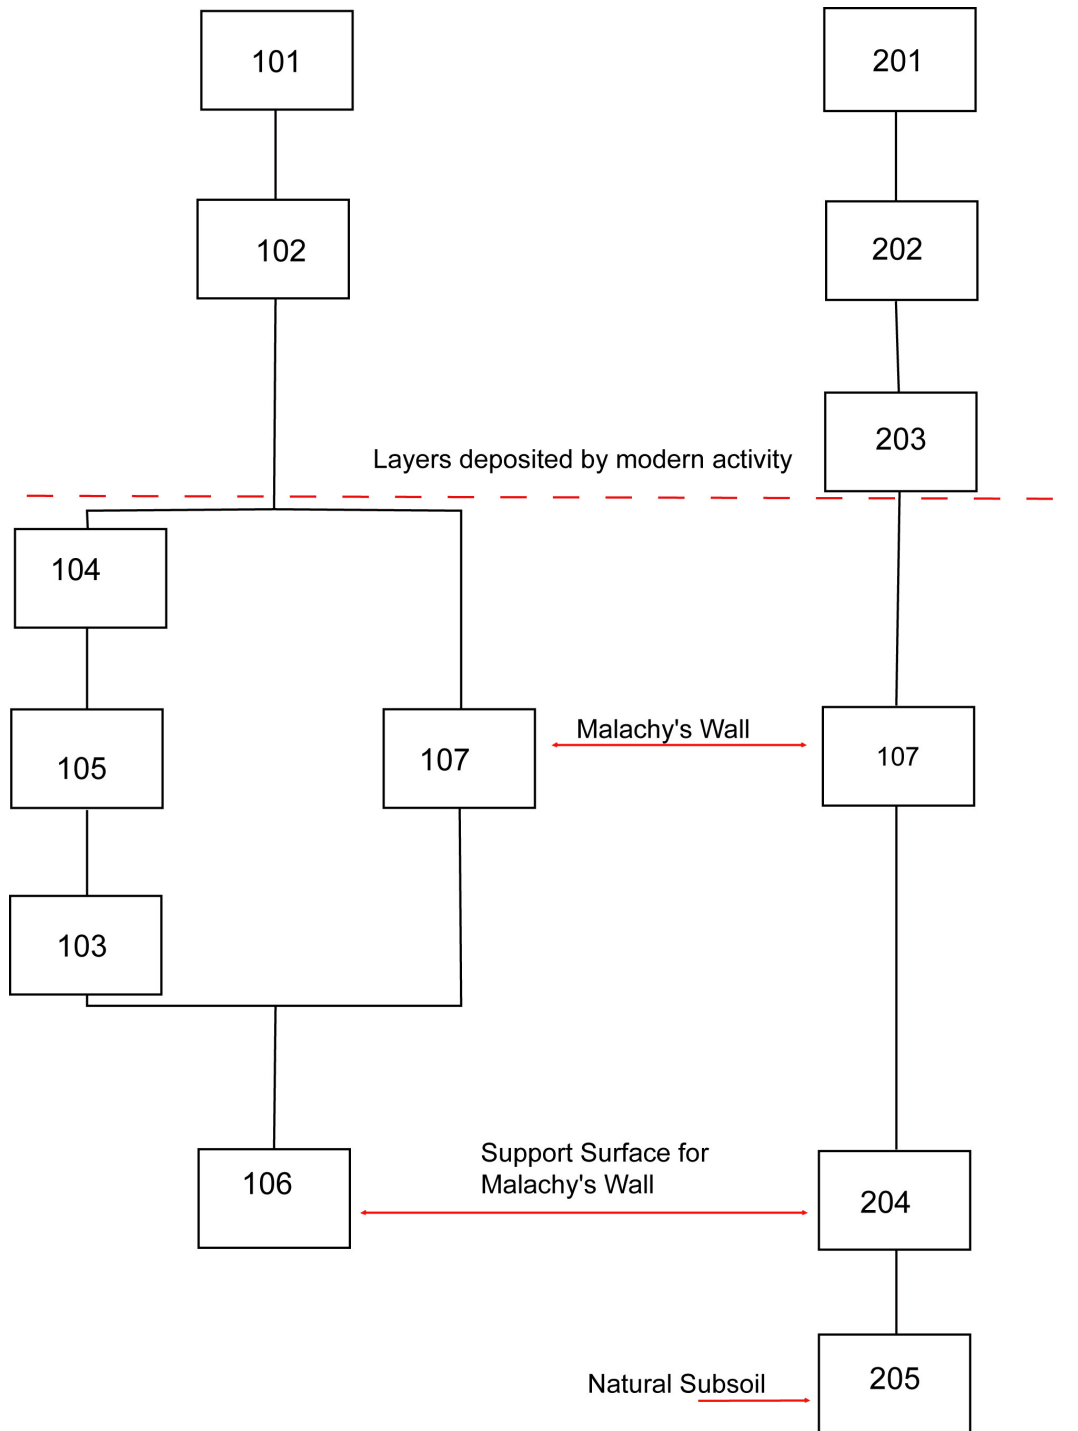 101
201
102
202
203
Layers deposited by modern activity
104
105
107
Malachy's Wall
107
103
Support Surface for
Malachy's Wall
106
204
Natural Subsoil
205